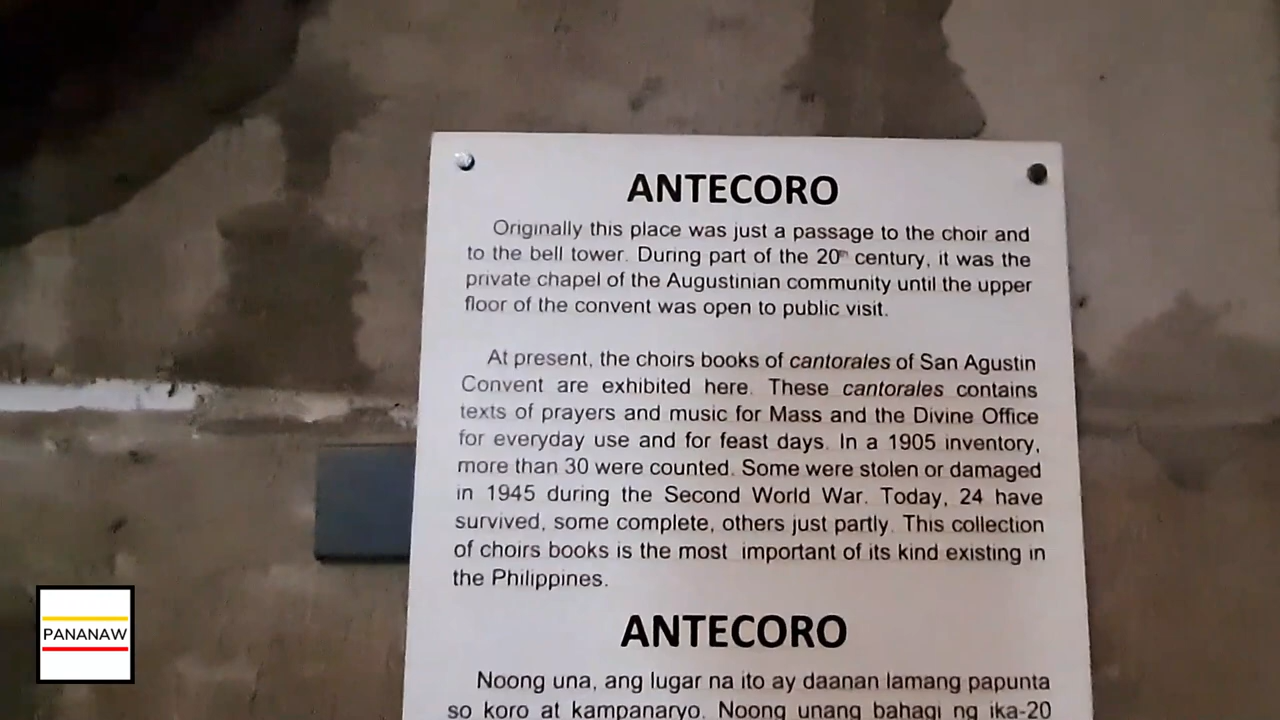 ANTECORO
Originally this place was just a passage to the choir and
to the bell tower. During part of the 20th century, it was the
private chapel of the Augustinian community until the upper
floor of the convent was open to public visit.
At present, the choirs books of cantorales of San Agustin
Convent are exhibited here. These cantorales contains
texts of prayers and music for Mass and the Divine Office
for everyday use and for feast days. In a 1905 inventory,
more than 30 were counted. Some were stolen or damaged
in 1945 during the Second World War. Today, 24 have
survived, some complete, others just partly. This collection
of choirs books is the most important of its kind existing in
the Philippines.
ANTECORO
Noong una, ang lugar na ito ay daanan lamang papunta
so koro at kampanaryo. Noong unang bahagi ng ika-20
PANANAW